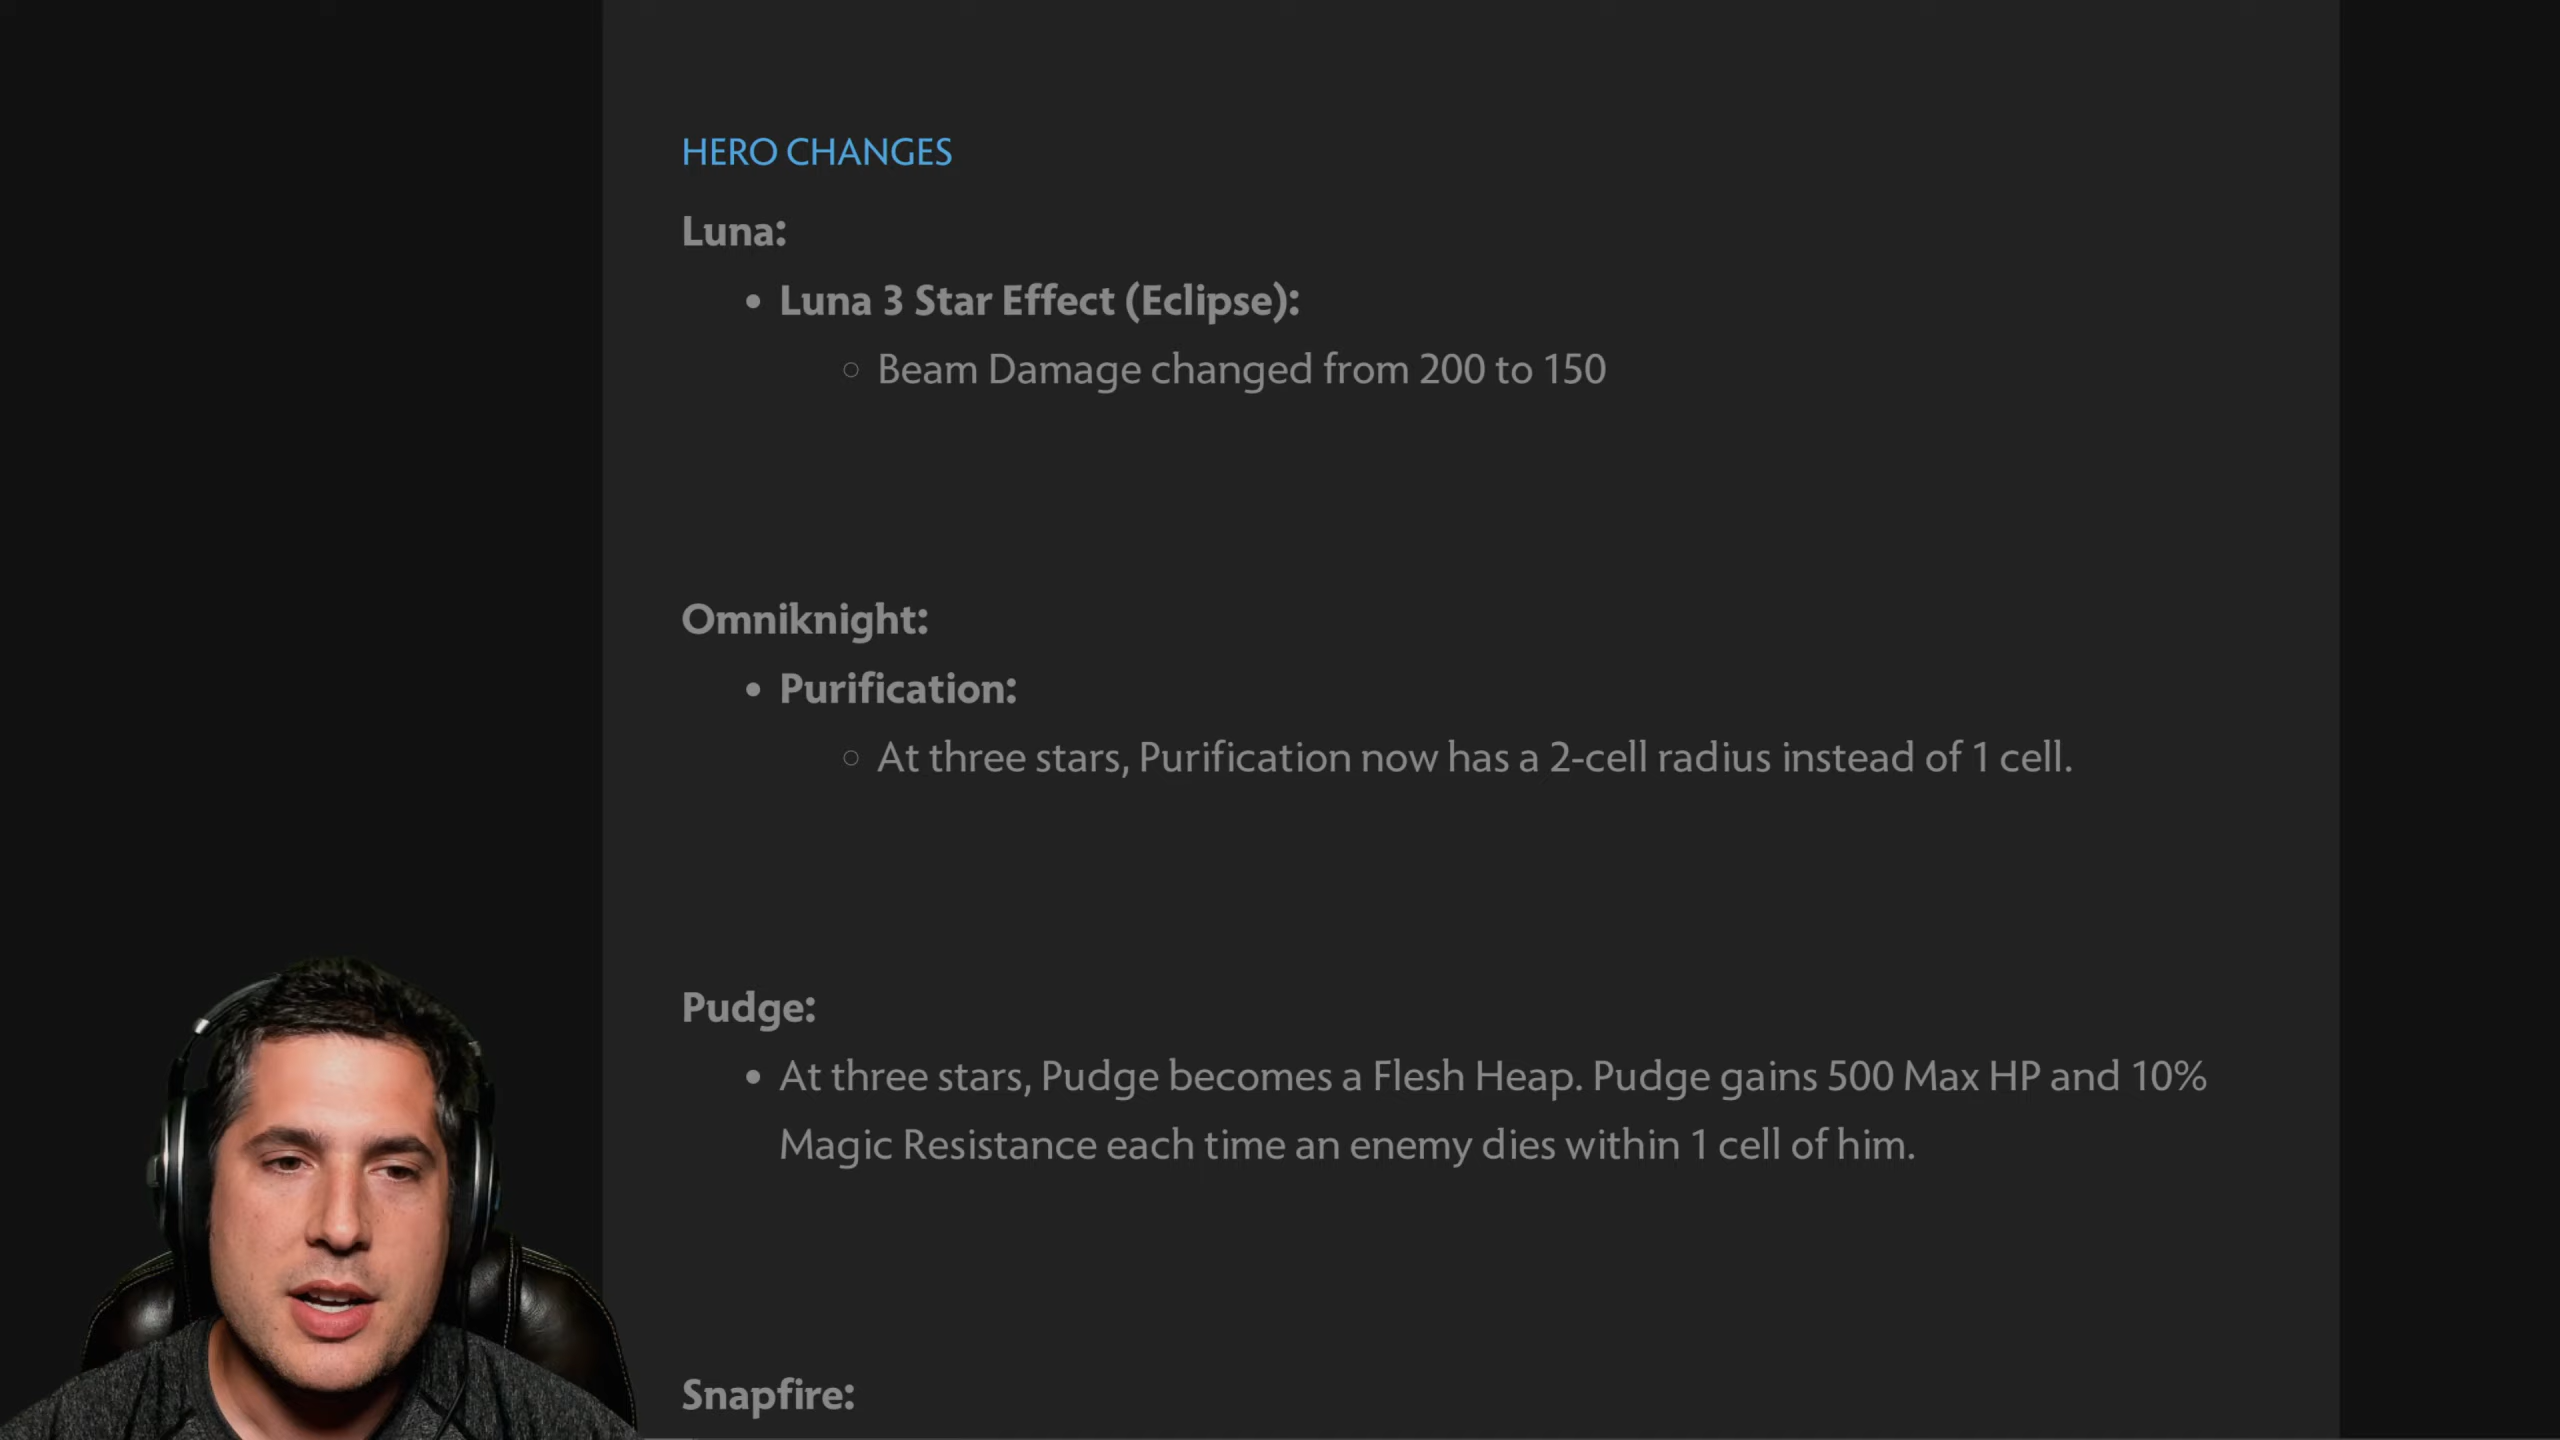 HERO CHANGES
Luna:
• Luna 3 Star Effect (Eclipse):
○ Beam Damage changed from 200 to 150
Omniknight:
• Purification:
○ At three stars, Purification now has a 2-cell radius instead of 1 cell.
Pudge:
• At three stars, Pudge becomes a Flesh Heap. Pudge gains 500 Max HP and 10%
Magic Resistance each time an enemy dies within 1 cell of him.
Snapfire: